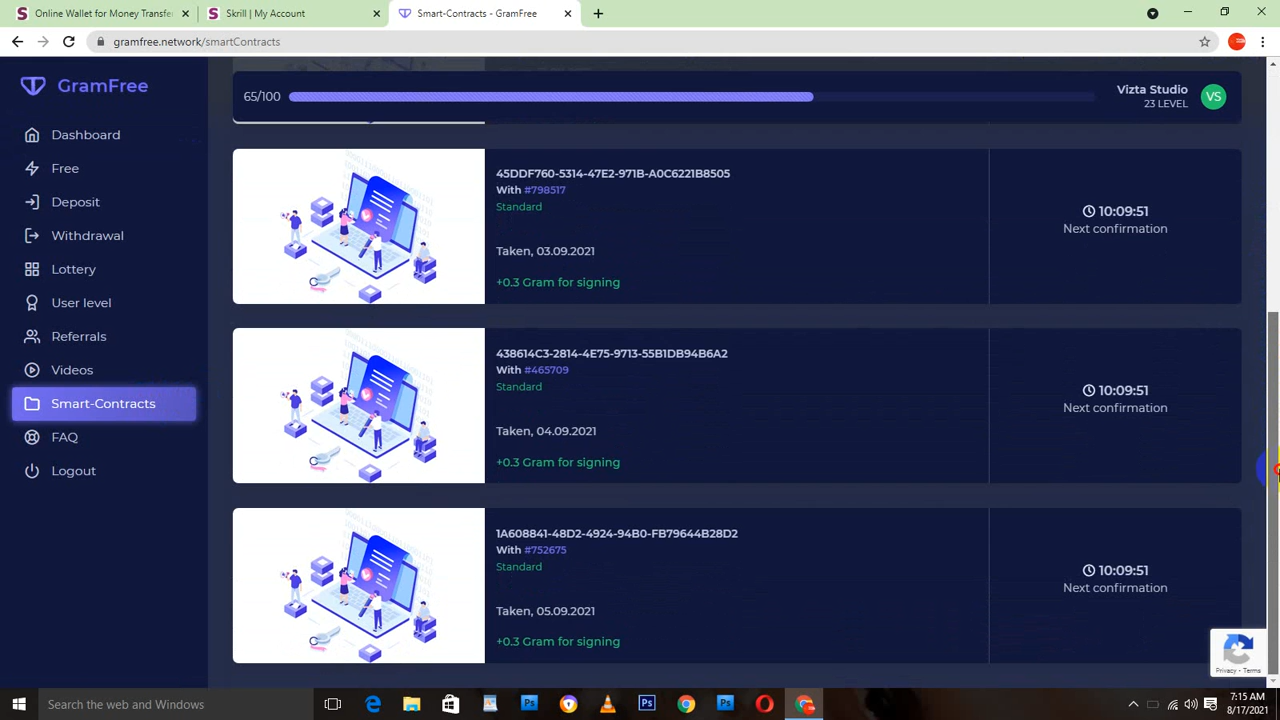 Online Wallet for Money Transfer
Skrill | My Account
Smart-Contracts - GramFree
gramfree.network/smartContracts
GramFree
65/100
Vizta Studio
23 LEVEL
VS
Dashboard
Free
Deposit
Withdrawal
Lottery
User level
Referrals
Videos
Smart-Contracts
FAQ
Logout
45DDF760-5314-47E2-971B-A0C6221B8505
With #798517
Standard
Taken, 03.09.2021
+0.3 Gram for signing
10:09:51
Next confirmation
438614C3-2814-4E75-9713-55B1DB94B6A2
With #465709
Standard
Taken, 04.09.2021
+0.3 Gram for signing
10:09:51
Next confirmation
1A608841-48D2-4924-94B0-FB79644B28D2
With #752675
Standard
Taken, 05.09.2021
+0.3 Gram for signing
10:09:51
Next confirmation
Privacy - Terms
Search the web and Windows
7:15 AM
8/17/2021